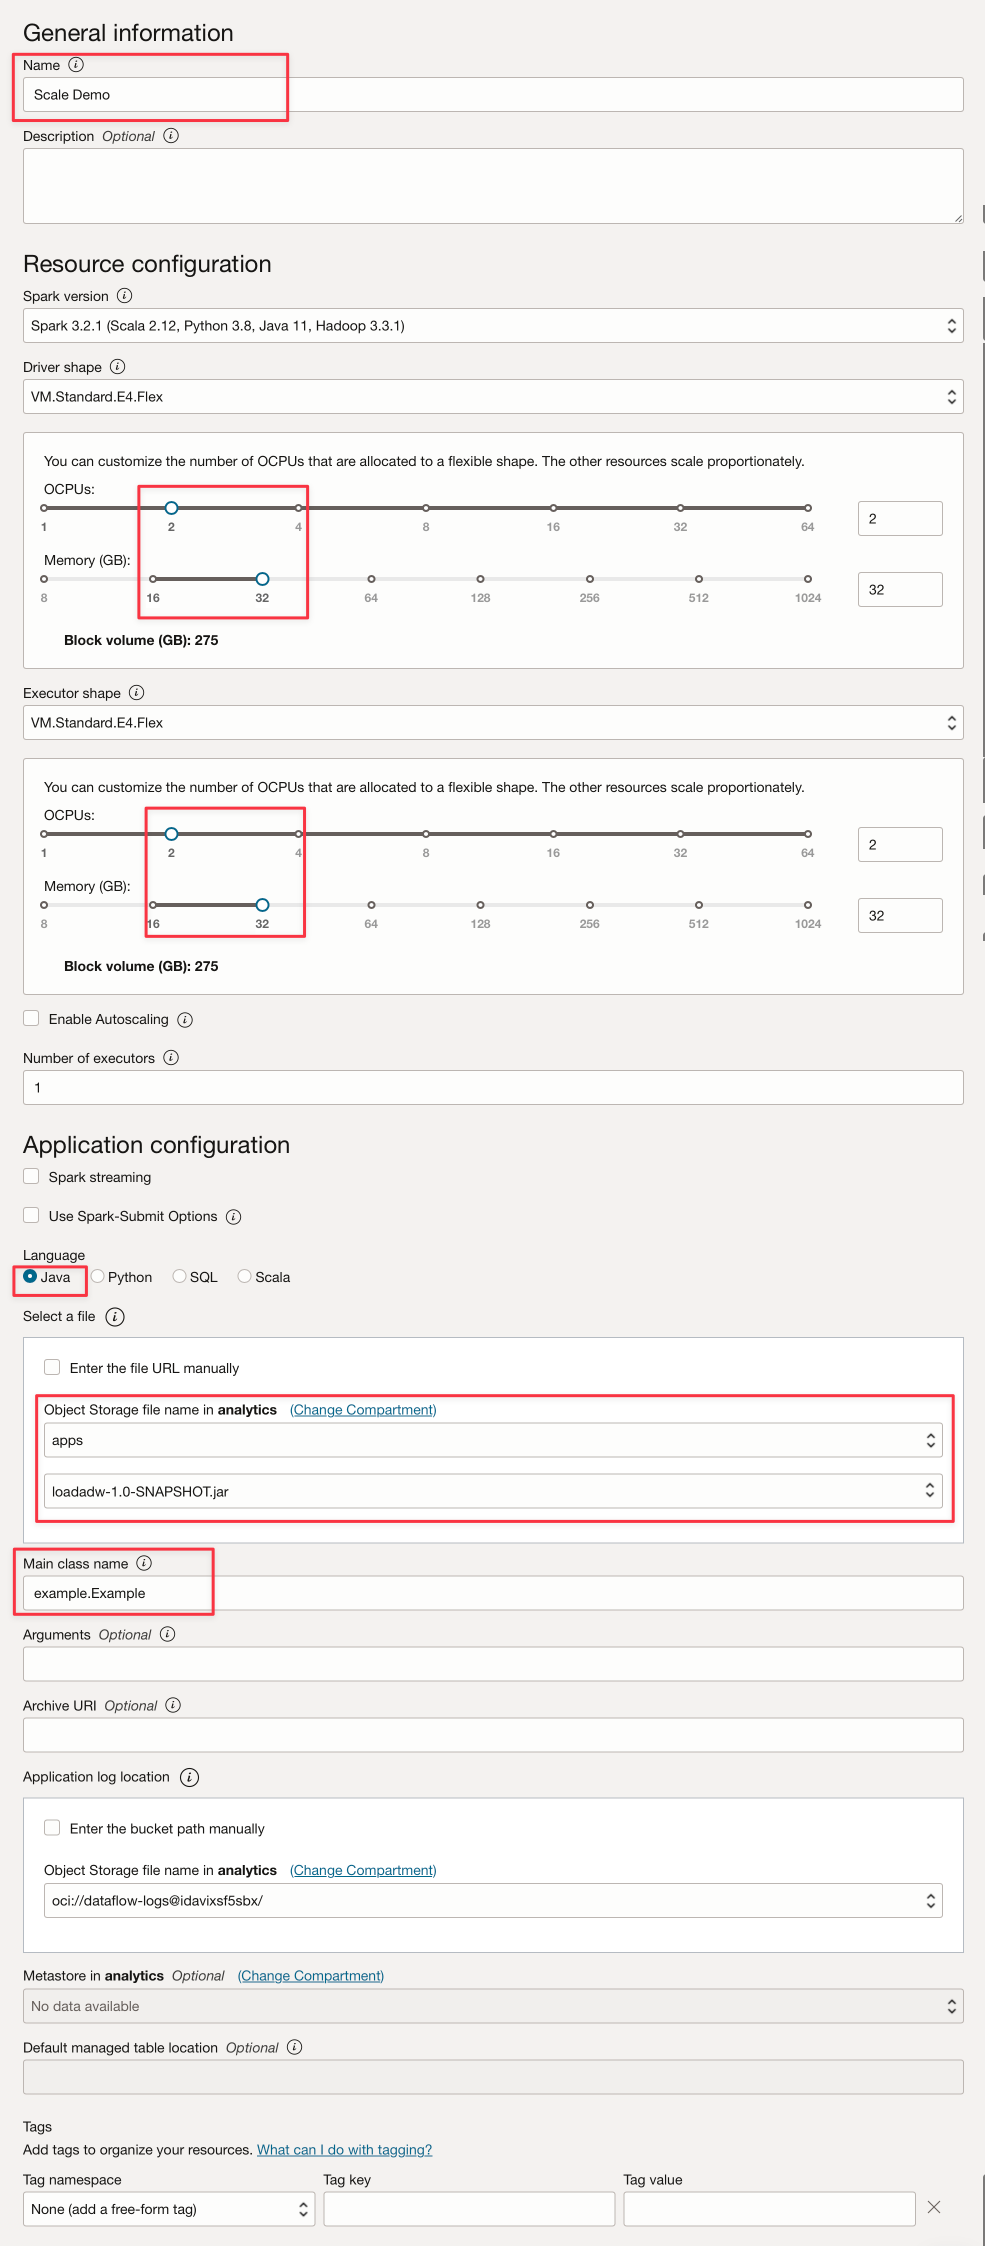 General information
Name
Scale Demo
Description Optional
Resource configuration
Spark version
Spark 3.2.1 (Scala 2.12, Python 3.8, Java 11, Hadoop 3.3.1)
Driver shape
VM.Standard.E4.Flex
You can customize the number of OCPUs that are allocated to a flexible shape. The other resources scale proportionately.
OCPUs:
2
1 2 4 8 16 32 64
Memory (GB):
32
8 16 32 64 128 256 512 1024
Block volume (GB): 275
Executor shape
VM.Standard.E4.Flex
You can customize the number of OCPUs that are allocated to a flexible shape. The other resources scale proportionately.
OCPUs:
2
1 2 4 8 16 32 64
Memory (GB):
32
8 16 32 64 128 256 512 1024
Block volume (GB): 275
Enable Autoscaling
Number of executors
1
Application configuration
Spark streaming
Use Spark-Submit Options
Language
Java Python SQL Scala
Select a file
Enter the file URL manually
Object Storage file name in analytics (Change Compartment)
apps
loadadw-1.0-SNAPSHOT.jar
Main class name
example.Example
Arguments Optional
Archive URI Optional
Application log location
Enter the bucket path manually
Object Storage file name in analytics (Change Compartment)
oci://dataflow-logs@idavixsf5sbx/
Metastore in analytics Optional (Change Compartment)
No data available
Default managed table location Optional
Tags
Add tags to organize your resources. What can I do with tagging?
Tag namespace Tag key Tag value
None (add a free-form tag)